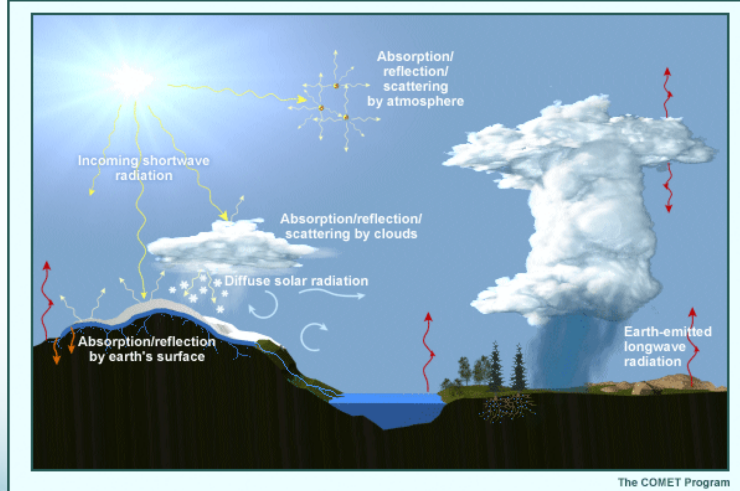 Absorption/
reflection/
scattering
by atmosphere
Incoming shortwave
radiation
Absorption/reflection/
scattering by clouds
Diffuse solar radiation
Absorption/reflection
by earth's surface
Earth-emitted
longwave
radiation
The COMET Program